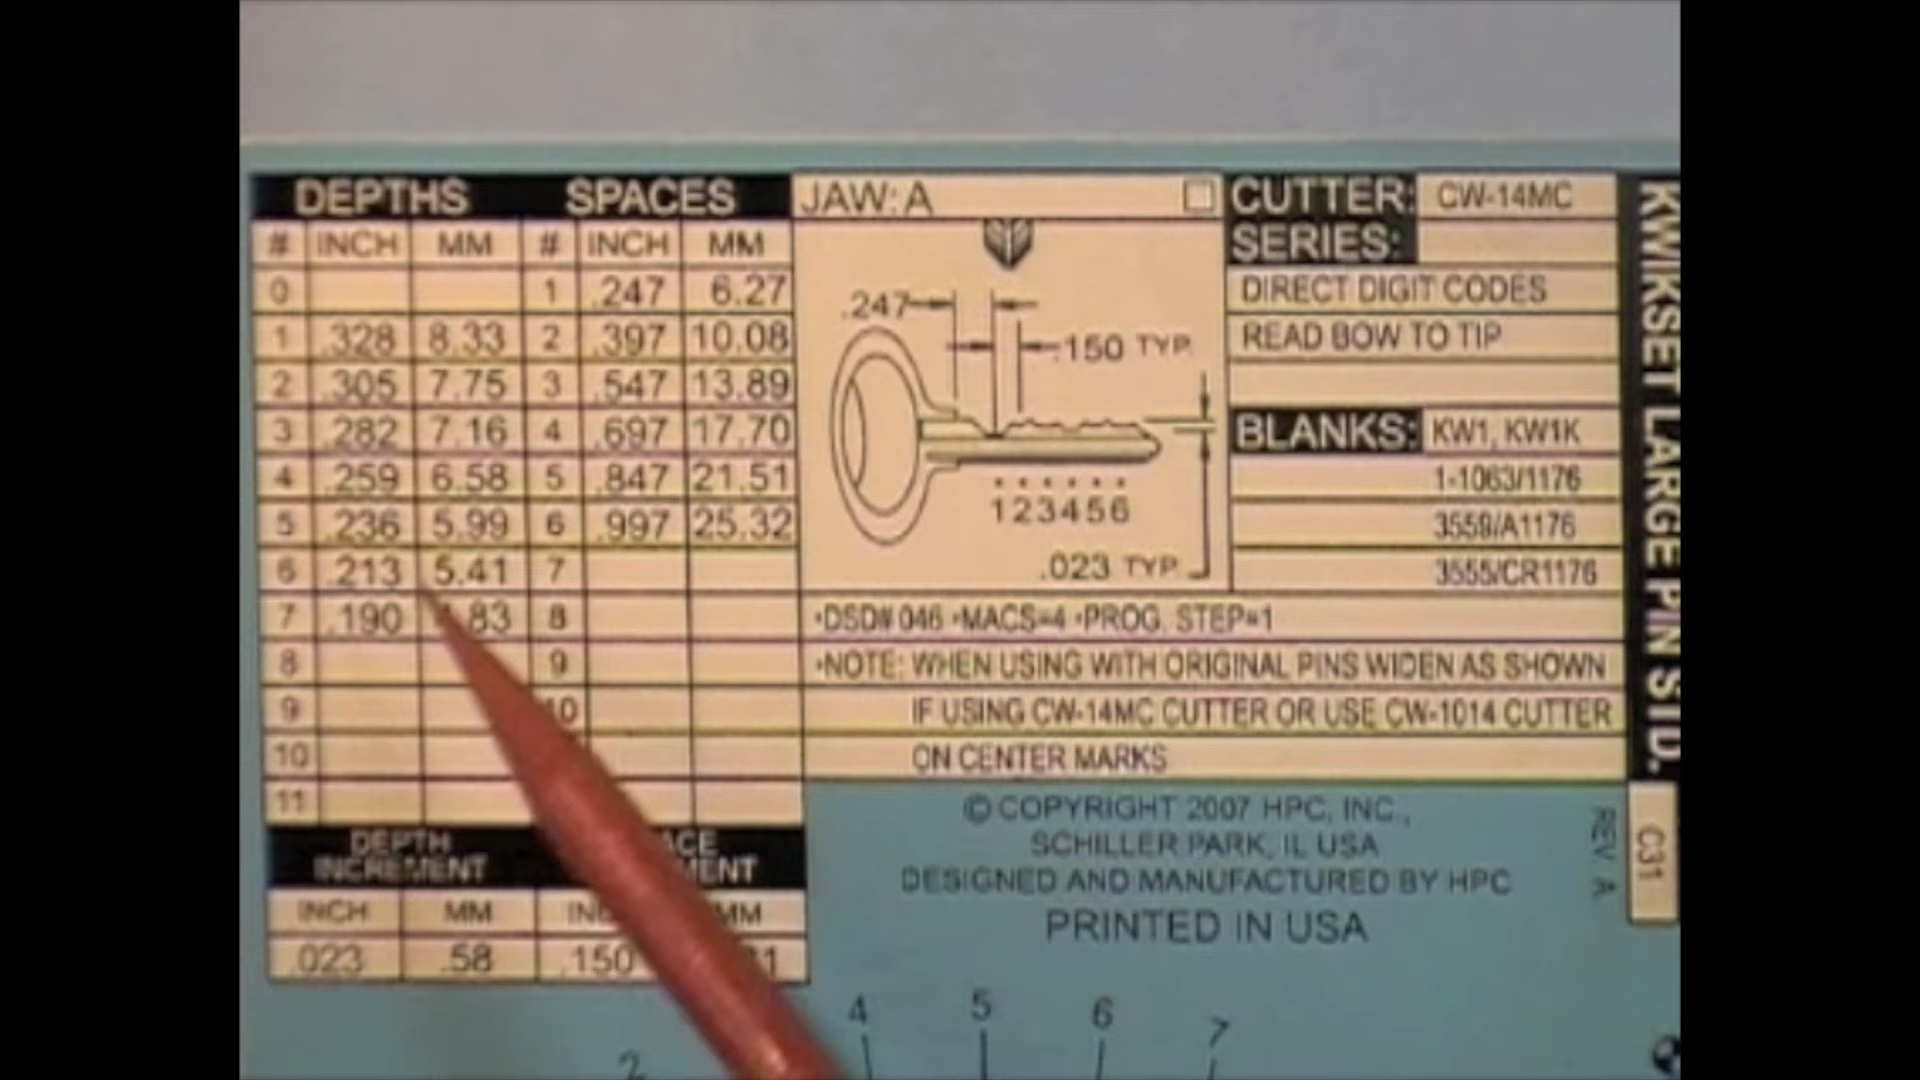 DEPTHS SPACES
# INCH MM # INCH MM
0 1 .247 6.27
1 .328 8.33 2 .397 10.08
2 .305 7.75 3 .547 13.89
3 .282 7.16 4 .697 17.70
4 .259 6.58 5 .847 21.51
5 .236 5.99 6 .997 25.32
6 .213 5.41 7
7 .190 .83 8
8 9
9 10
10
11
DEPTH
INCREMENT
INCH MM MM
.023 .58 .150
JAW: A
.247
.150 TYP.
123456
.023 TYP.
CUTTER: CW-14MC
SERIES:
DIRECT DIGIT CODES
READ BOW TO TIP
BLANKS: KW1, KW1K
1-1063/1176
3559/A1176
3555/CR1176
•DSD# 046 •MACS=4 •PROG. STEP=1
•NOTE: WHEN USING WITH ORIGINAL PINS WIDEN AS SHOWN
IF USING CW-14MC CUTTER OR USE CW-1014 CUTTER
ON CENTER MARKS
© COPYRIGHT 2007 HPC, INC.,
SCHILLER PARK, IL USA
DESIGNED AND MANUFACTURED BY HPC
PRINTED IN USA
KWIKSET LARGE PIN STD.
C31
REV. A
2 4 5 6 7